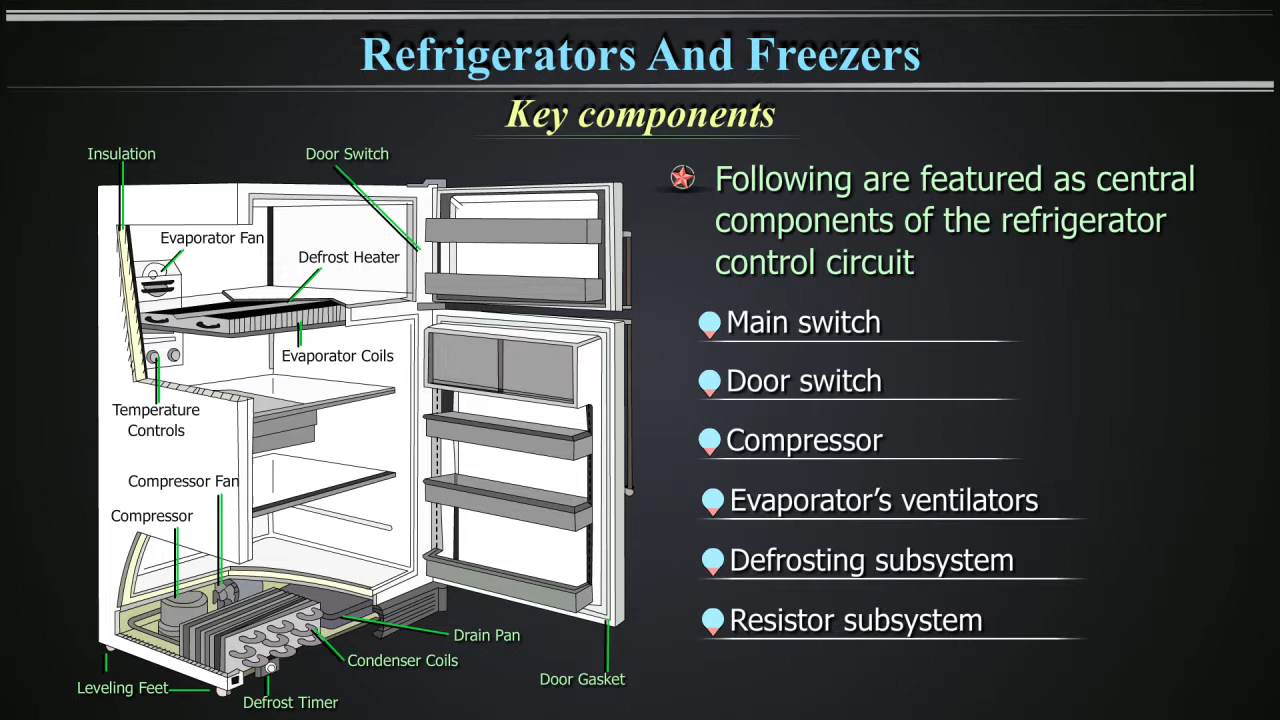 Refrigerators And Freezers
Key components
Insulation
Door Switch
Evaporator Fan
Defrost Heater
Evaporator Coils
Temperature
Controls
Compressor Fan
Compressor
Drain Pan
Condenser Coils
Door Gasket
Leveling Feet
Defrost Timer
Following are featured as central
components of the refrigerator
control circuit
Main switch
Door switch
Compressor
Evaporator’s ventilators
Defrosting subsystem
Resistor subsystem